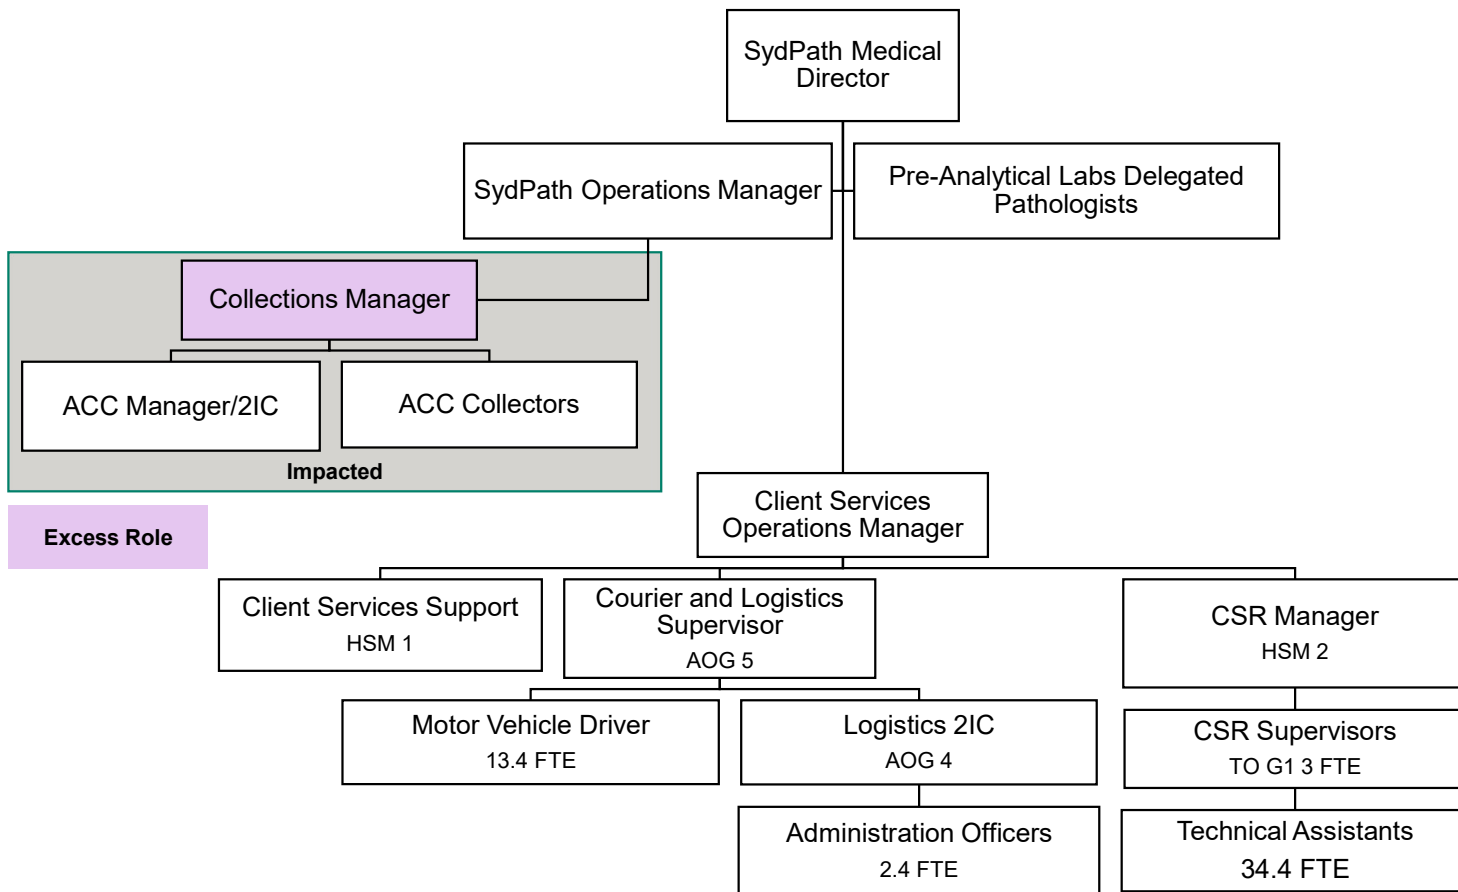 SydPath Medical
Director
SydPath Operations Manager
Pre-Analytical Labs Delegated
Pathologists
Collections Manager
ACC Manager/2IC
ACC Collectors
Impacted
Excess Role
Client Services
Operations Manager
Client Services Support
HSM 1
Courier and Logistics
Supervisor
AOG 5
CSR Manager
HSM 2
Motor Vehicle Driver
13.4 FTE
Logistics 2IC
AOG 4
CSR Supervisors
TO G1 3 FTE
Administration Officers
2.4 FTE
Technical Assistants
34.4 FTE